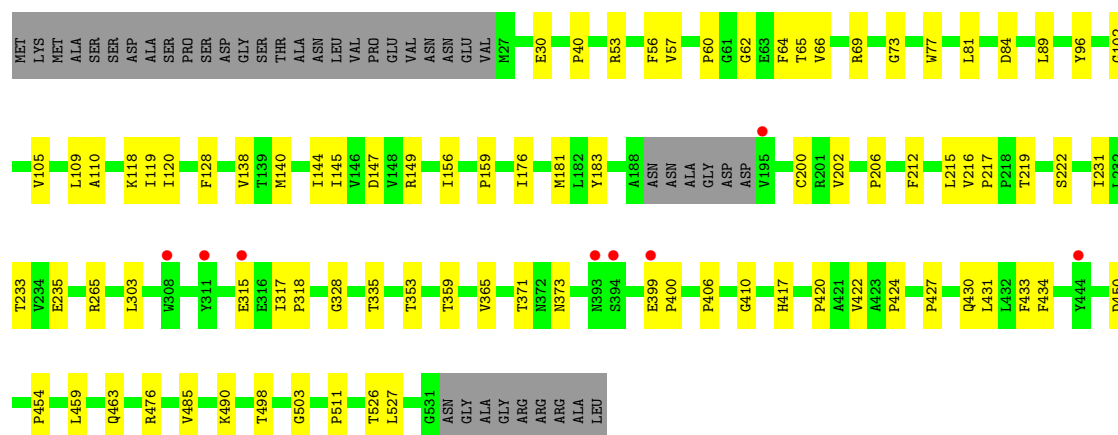 MET LYS MET ALA SER SER ASP ALA SER PRO SER ASP GLY SER THR ALA ASN LEU VAL PRO GLU VAL ASN ASN GLU VAL M27 E30 P40 R53 F56 V57 P60 G61 G62 E63 F64 T65 V66 R69 G73 W77 L81 D84 L89 Y96
V105 L109 A110 K118 I119 I120 F128 V138 T139 M140 I144 I145 V146 D147 V148 R149 I156 P159 I176 M181 L182 Y183 A188 ASN ASN ALA GLY ASP ASP V195 C200 R201 V202 P206 F212 L215 V216 P217 P218 T219 S222 I231 L232
T233 V234 E235 R265 L303 W308 Y311 E315 E316 I317 P318 G328 T335 T353 T359 V365 T371 N372 N373 N393 S394 E399 P400 P406 G410 H417 P420 A421 V422 A423 P424 P427 Q430 L431 L432 F433 F434 Y444
P454 L459 Q463 R476 V485 K490 T498 G503 P511 T526 L527 G531 ASN GLY ALA GLY ARG ARG ARG ALA LEU